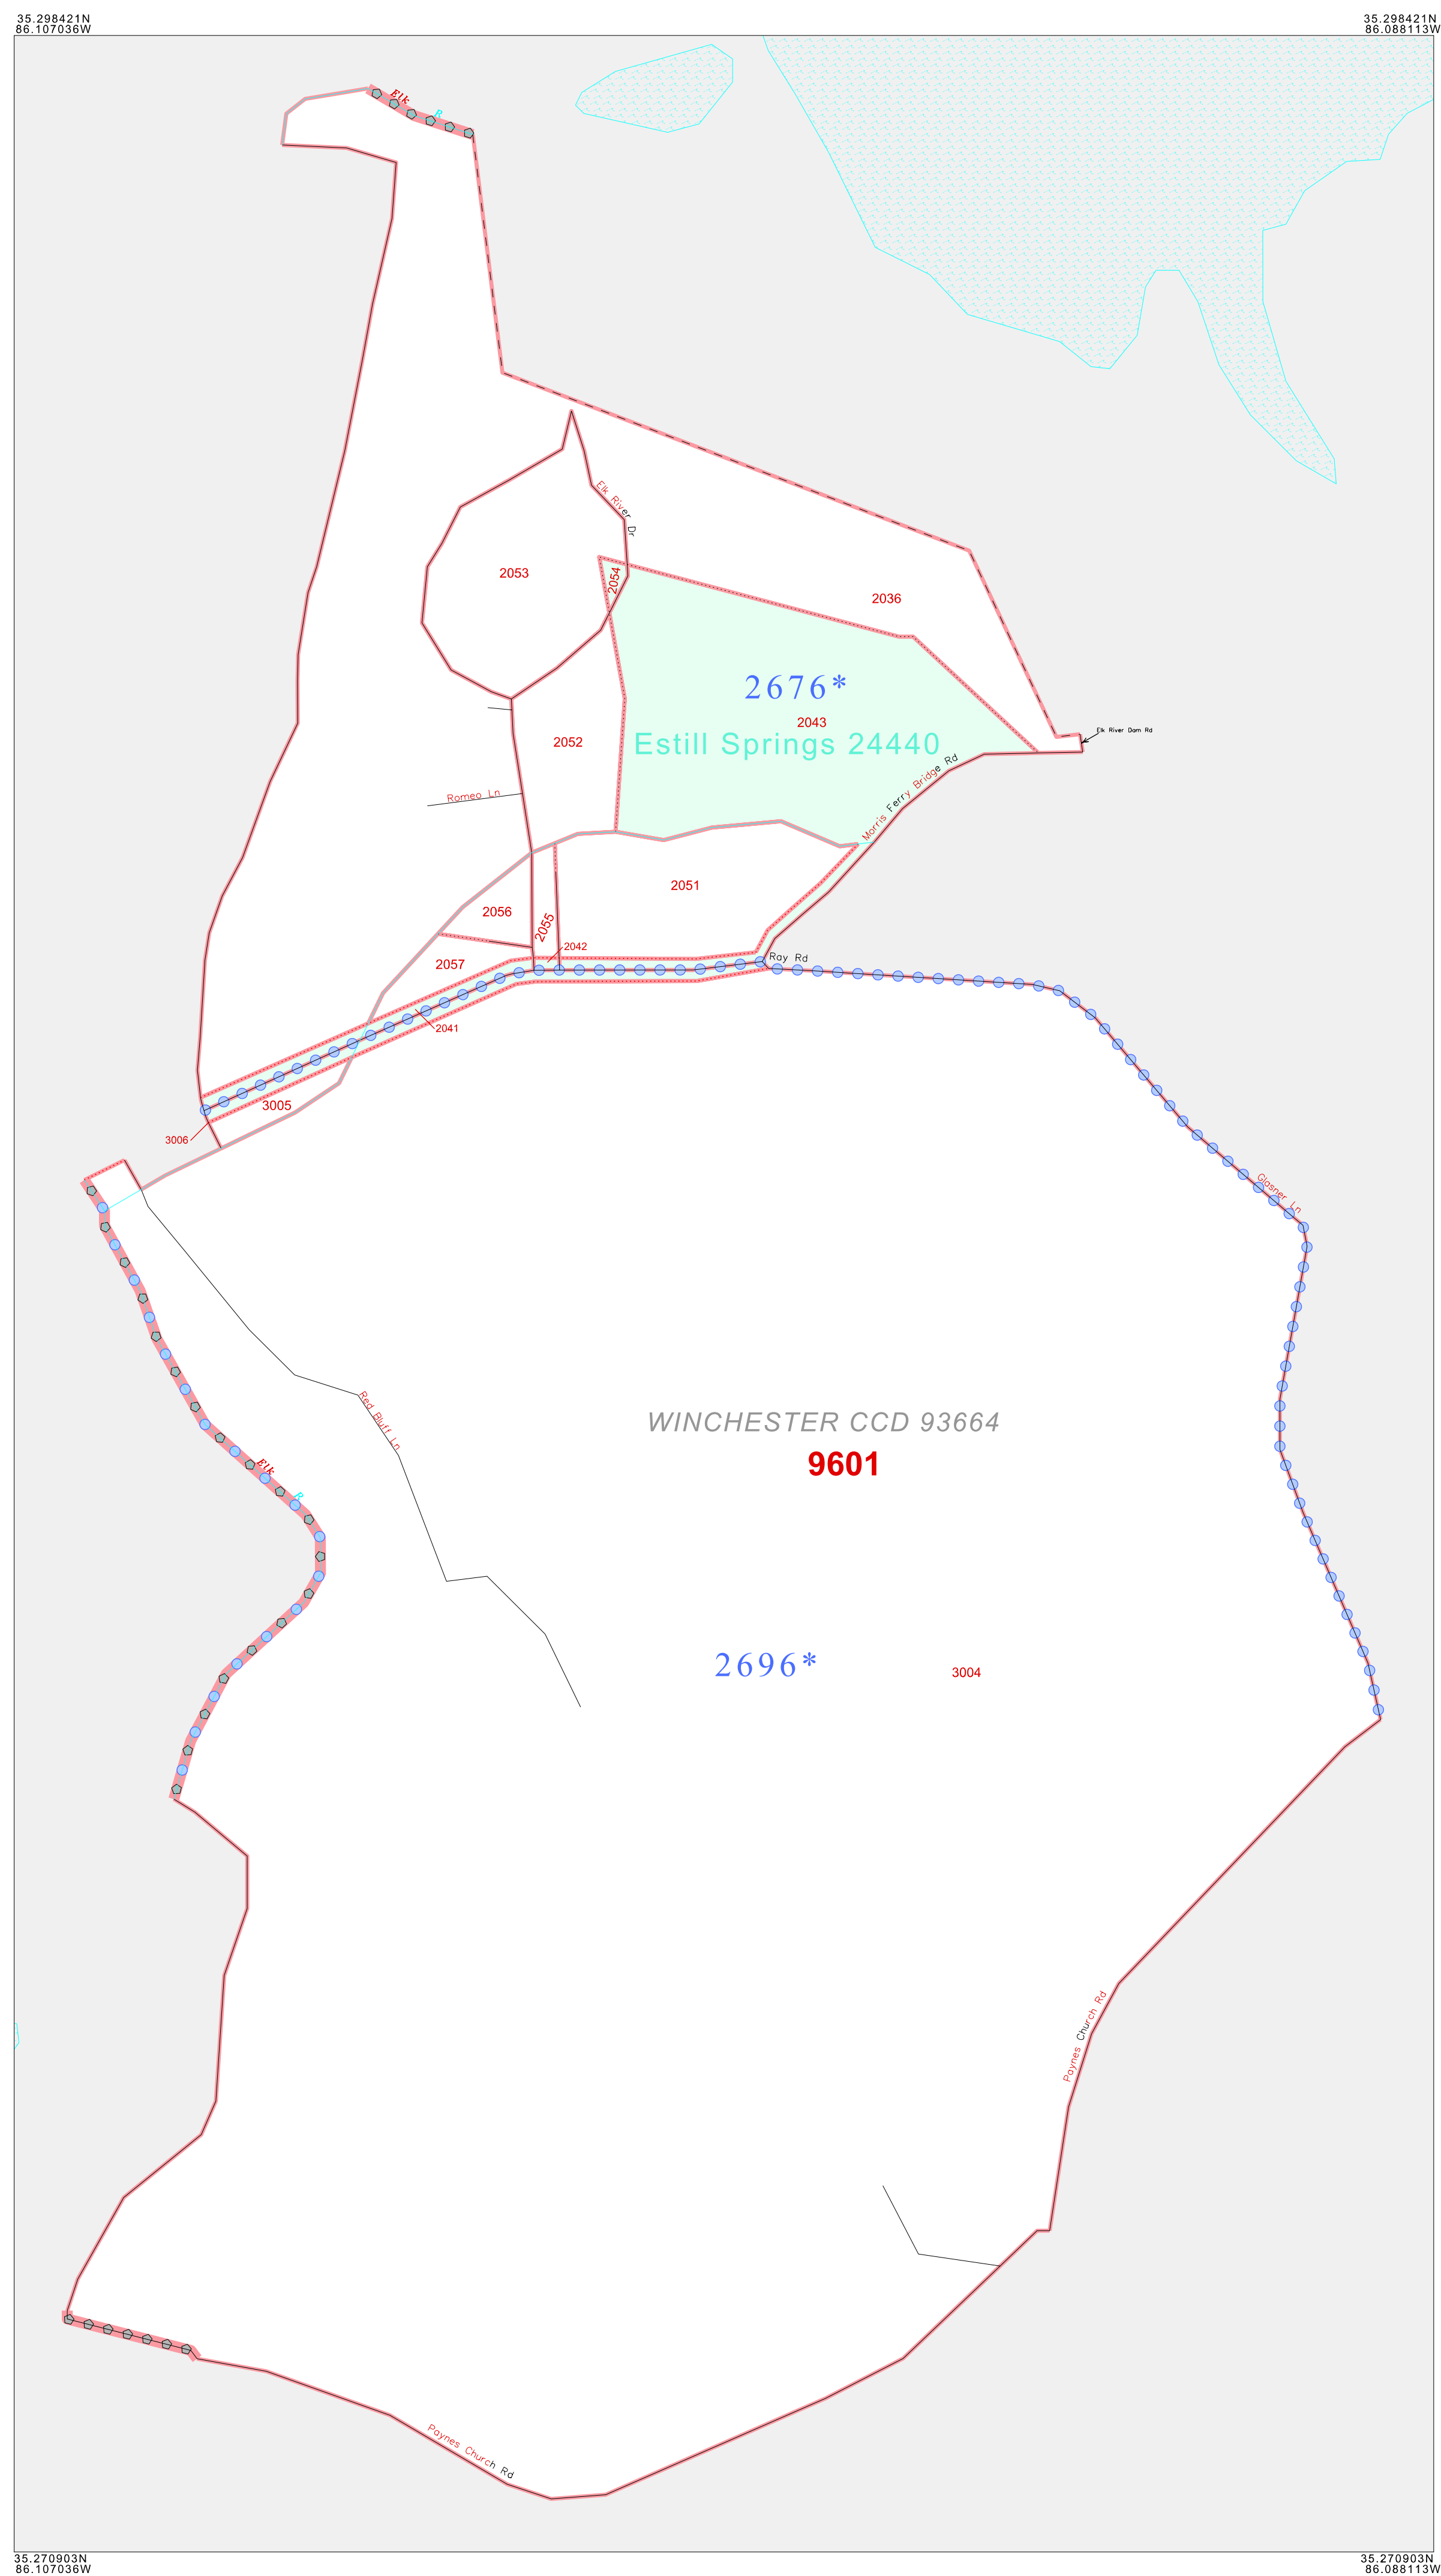 35.298421N
86.107036W
35.298421N
86.088113W
Elk
R
Elk River Dr
2053
2054
2036
2676*
2043
Elk River Dam Rd
2052
Estill Springs 24440
Morris Ferry Bridge Rd
Romeo Ln
2051
2056
2055
2042
Ray Rd
2057
2041
3005
3006
Glasner Ln
Red Bluff Ln
WINCHESTER CCD 93664
9601
Elk
R
2696*
3004
Paynes Church Rd
Paynes Church Rd
35.270903N
86.107036W
35.270903N
86.088113W